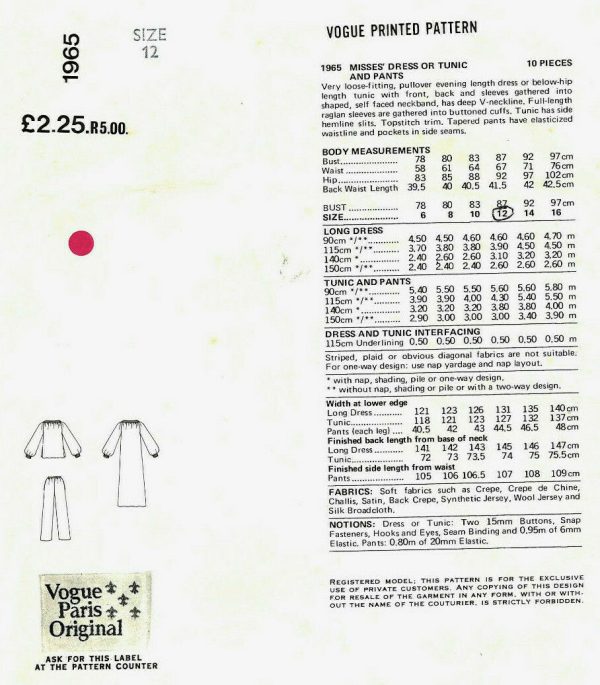 1965
SIZE
12
£2.25.R5.00.
VOGUE PRINTED PATTERN
1965 MISSES' DRESS OR TUNIC 10 PIECES
AND PANTS
Very loose-fitting, pullover evening length dress or below-hip
length tunic with front, back and sleeves gathered into
shaped, self faced neckband, has deep V-neckline. Full-length
raglan sleeves are gathered into buttoned cuffs. Tunic has side
hemline slits. Topstitch trim. Tapered pants have elasticized
waistline and pockets in side seams.
BODY MEASUREMENTS
Bust.................... 78 80 83 87 92 97cm
Waist .................. 58 61 64 67 71 76cm
Hip..................... 83 85 88 92 97 102cm
Back Waist Length 39.5 40 40.5 41.5 42 42.5cm
BUST .................. 78 80 83 87 92 97cm
SIZE.................... 6 8 10 12 14 16
LONG DRESS
90cm */**........... 4.50 4.50 4.60 4.60 4.60 4.70 m
115cm */**.......... 3.70 3.80 3.80 3.90 4.50 4.50 m
140cm * .............. 2.40 2.60 2.60 3.10 3.20 3.20 m
150cm */**.......... 2.40 2.40 2.40 2.60 2.60 2.60 m
TUNIC AND PANTS
90cm */**............ 5.40 5.50 5.50 5.60 5.60 5.80 m
115cm */**.......... 3.90 3.90 4.00 4.30 5.40 5.50 m
140cm *............... 3.20 3.20 3.20 3.80 3.80 4.00 m
150cm */**.......... 2.90 3.00 3.00 3.00 3.40 3.90 m
DRESS AND TUNIC INTERFACING
115cm Underlining 0.50 0.50 0.50 0.50 0.50 0.50 m
Striped, plaid or obvious diagonal fabrics are not suitable.
For one-way design: use nap yardage and nap layout.
* with nap, shading, pile or one-way design.
** without nap, shading, pile or with a two-way design.
Width at lower edge
Long Dress........... 121 123 126 131 135 140cm
Tunic................... 118 121 123 127 132 137cm
Pants (each leg) .... 40.5 42 43 44.5 46.5 48cm
Finished back length from base of neck
Long Dress........... 141 142 143 145 146 147cm
Tunic................... 72 73 73.5 74 75 75.5cm
Finished side length from waist
Pants................... 105 106 106.5 107 108 109cm
FABRICS: Soft fabrics such as Crepe, Crepe de Chine,
Challis, Satin, Back Crepe, Synthetic Jersey, Wool Jersey and
Silk Broadcloth.
NOTIONS: Dress or Tunic: Two 15mm Buttons, Snap
Fasteners, Hooks and Eyes, Seam Binding and 0.95m of 6mm
Elastic. Pants: 0.80m of 20mm Elastic.
REGISTERED MODEL; THIS PATTERN IS FOR THE EXCLUSIVE
USE OF PRIVATE CUSTOMERS. ANY COPYING OF THIS DESIGN
FOR RESALE OF THE GARMENT IN ANY FORM, WITH OR WITH-
OUT THE NAME OF THE COUTURIER, IS STRICTLY FORBIDDEN.
Vogue
Paris
Original
ASK FOR THIS LABEL
AT THE PATTERN COUNTER